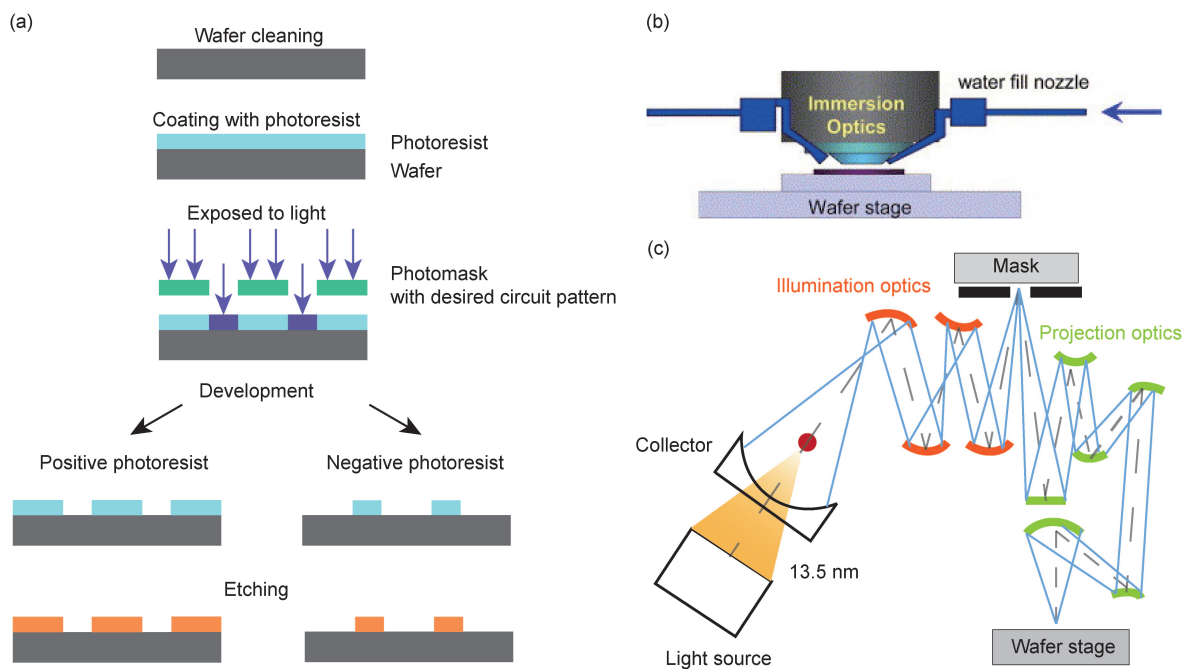 (a)
Wafer cleaning
Coating with photoresist
Photoresist
Wafer
Exposed to light
Photomask
with desired circuit pattern
Development
Positive photoresist
Negative photoresist
Etching
(b)
water fill nozzle
Immersion
Optics
Wafer stage
(c)
Mask
Illumination optics
Projection optics
Collector
13.5 nm
Light source
Wafer stage